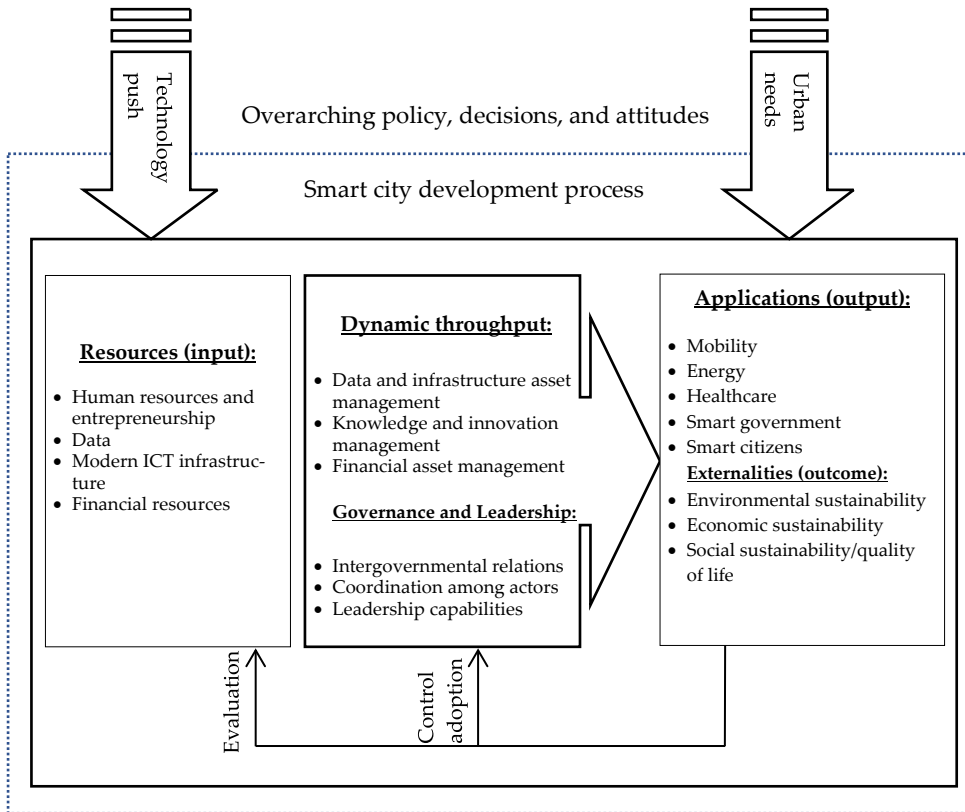 Technology
push
Urban
needs
Overarching policy, decisions, and attitudes
Smart city development process
Resources (input):
• Human resources and
entrepreneurship
• Data
• Modern ICT infrastruc-
ture
• Financial resources
Dynamic throughput:
• Data and infrastructure asset
management
• Knowledge and innovation
management
• Financial asset management
Governance and Leadership:
• Intergovernmental relations
• Coordination among actors
• Leadership capabilities
Applications (output):
• Mobility
• Energy
• Healthcare
• Smart government
• Smart citizens
Externalities (outcome):
• Environmental sustainability
• Economic sustainability
• Social sustainability/quality
of life
Evaluation
Control
adoption